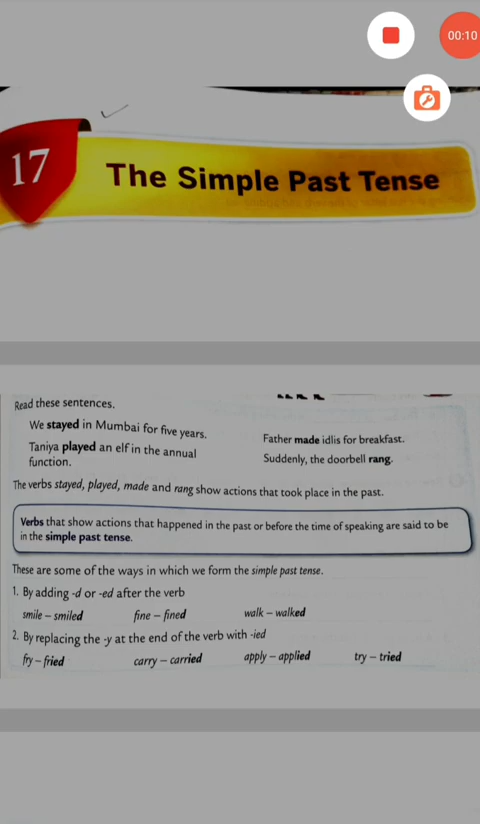 00:10
17
The Simple Past Tense
Read these sentences.
We stayed in Mumbai for five years.
Father made idlis for breakfast.
Taniya played an elf in the annual
function.
Suddenly, the doorbell rang.
The verbs stayed, played, made and rang show actions that took place in the past.
Verbs that show actions that happened in the past or before the time of speaking are said to be
in the simple past tense.
These are some of the ways in which we form the simple past tense.
1. By adding -d or -ed after the verb
smile – smiled fine – fined walk – walked
2. By replacing the -y at the end of the verb with -ied
fry – fried carry – carried apply – applied try – tried